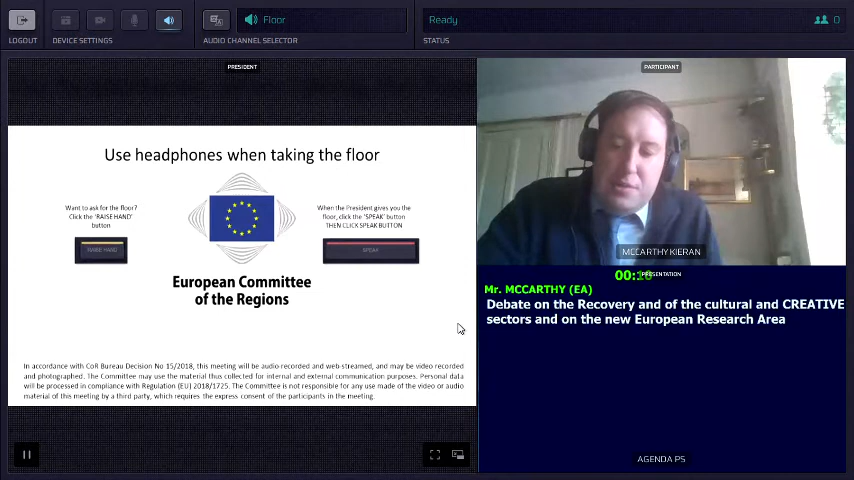 Floor
Ready
0
LOGOUT
DEVICE SETTINGS
AUDIO CHANNEL SELECTOR
STATUS
PRESIDENT
PARTICIPANT
Use headphones when taking the floor
Want to ask for the floor?
Click the 'RAISE HAND'
button
RAISE HAND
When the President gives you the
floor, click the 'SPEAK' button
THEN CLICK SPEAK BUTTON
SPEAK
European Committee
of the Regions
In accordance with CoR Bureau Decision No 15/2018, this meeting will be audio-recorded and web-streamed, and may be video recorded
and photographed. The Committee may use the material thus collected for internal and external communication purposes. Personal data
will be processed in compliance with Regulation (EU) 2018/1725. The Committee is not responsible for any use made of the video or audio
material of this meeting by a third party, which requires the express consent of the participants in the meeting.
MCCARTHY KIERAN
PRESENTATION
Mr. MCCARTHY (EA)
Debate on the Recovery and of the cultural and CREATIVE
sectors and on the new European Research Area
AGENDA PS